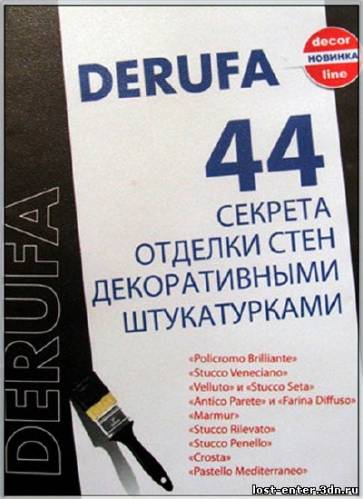 DERUFA
decor
НОВИНКА
line
44
СЕКРЕТА
ОТДЕЛКИ СТЕН
ДЕКОРАТИВНЫМИ
ШТУКАТУРКАМИ
DERUFA
«Policromo Brilliante»
«Stucco Veneciano»
«Velluto» и «Stucco Seta»
«Antico Parete» и «Farina Diffuso»
«Marmur»
«Stucco Rilevato»
«Stucco Penello»
«Crosta»
«Pastello Mediterraneo»
lost-enter.3dn.ru